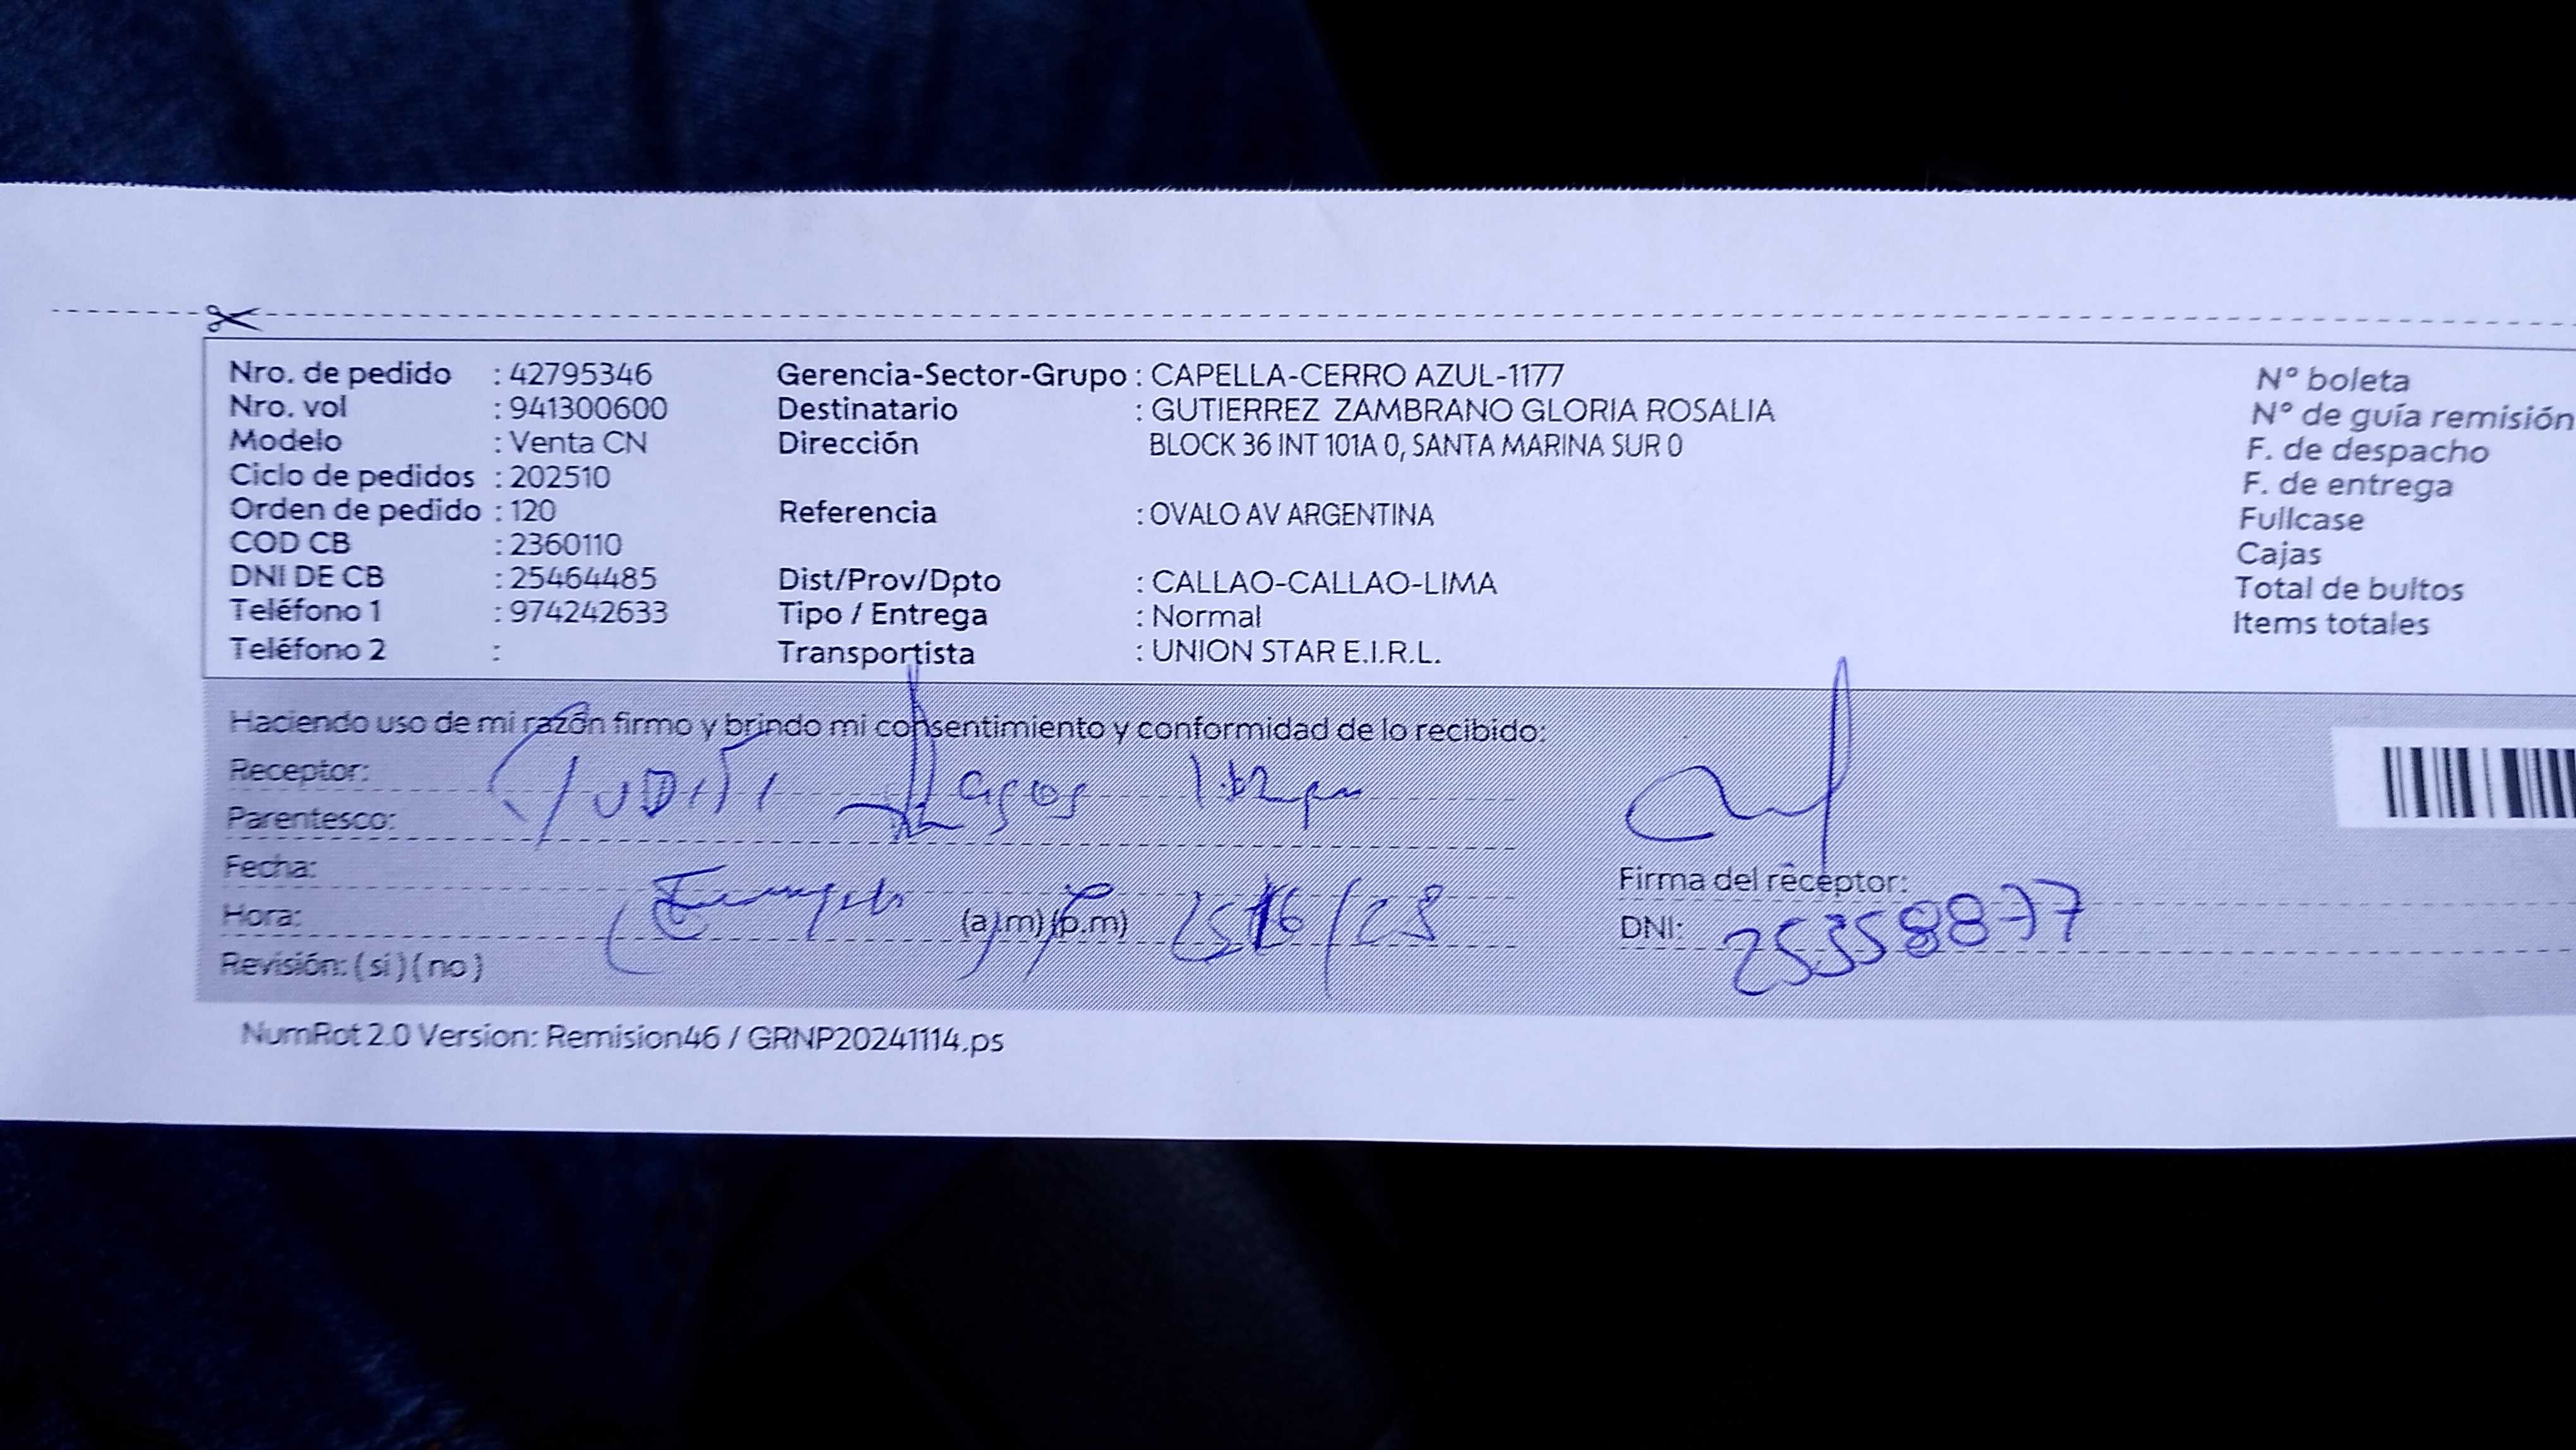 Nro. de pedido : 42795346 Gerencia-Sector-Grupo : CAPELLA-CERRO AZUL-1177 N° boleta
Nro. vol : 941300600 Destinatario : GUTIERREZ ZAMBRANO GLORIA ROSALIA N° de guía remisión
Modelo : Venta CN Dirección BLOCK 36 INT 101A 0, SANTA MARINA SUR 0 F. de despacho
Ciclo de pedidos : 202510 F. de entrega
Orden de pedido : 120 Referencia : OVALO AV ARGENTINA Fullcase
COD CB : 2360110 Cajas
DNI DE CB : 25464485 Dist/Prov/Dpto : CALLAO-CALLAO-LIMA Total de bultos
Teléfono 1 : 974242633 Tipo / Entrega : Normal Items totales
Teléfono 2 : Transportista : UNION STAR E.I.R.L.
Haciendo uso de mi razón firmo y brindo mi consentimiento y conformidad de lo recibido:
Receptor:
Parentesco:
Fecha: Firma del receptor:
Hora: (a.m)(p.m) DNI: 25558877
Revisión: (si)(no)
NumRot 2.0 Version: Remision46 / GRNP20241114.ps